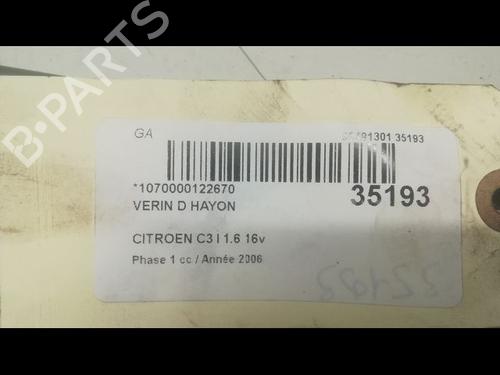 GA
*1070000122670
35193
VERIN D HAYON
CITROEN C3 I 1.6 16v
Phase 1 cc / Année 2006
35193
B-PARTS